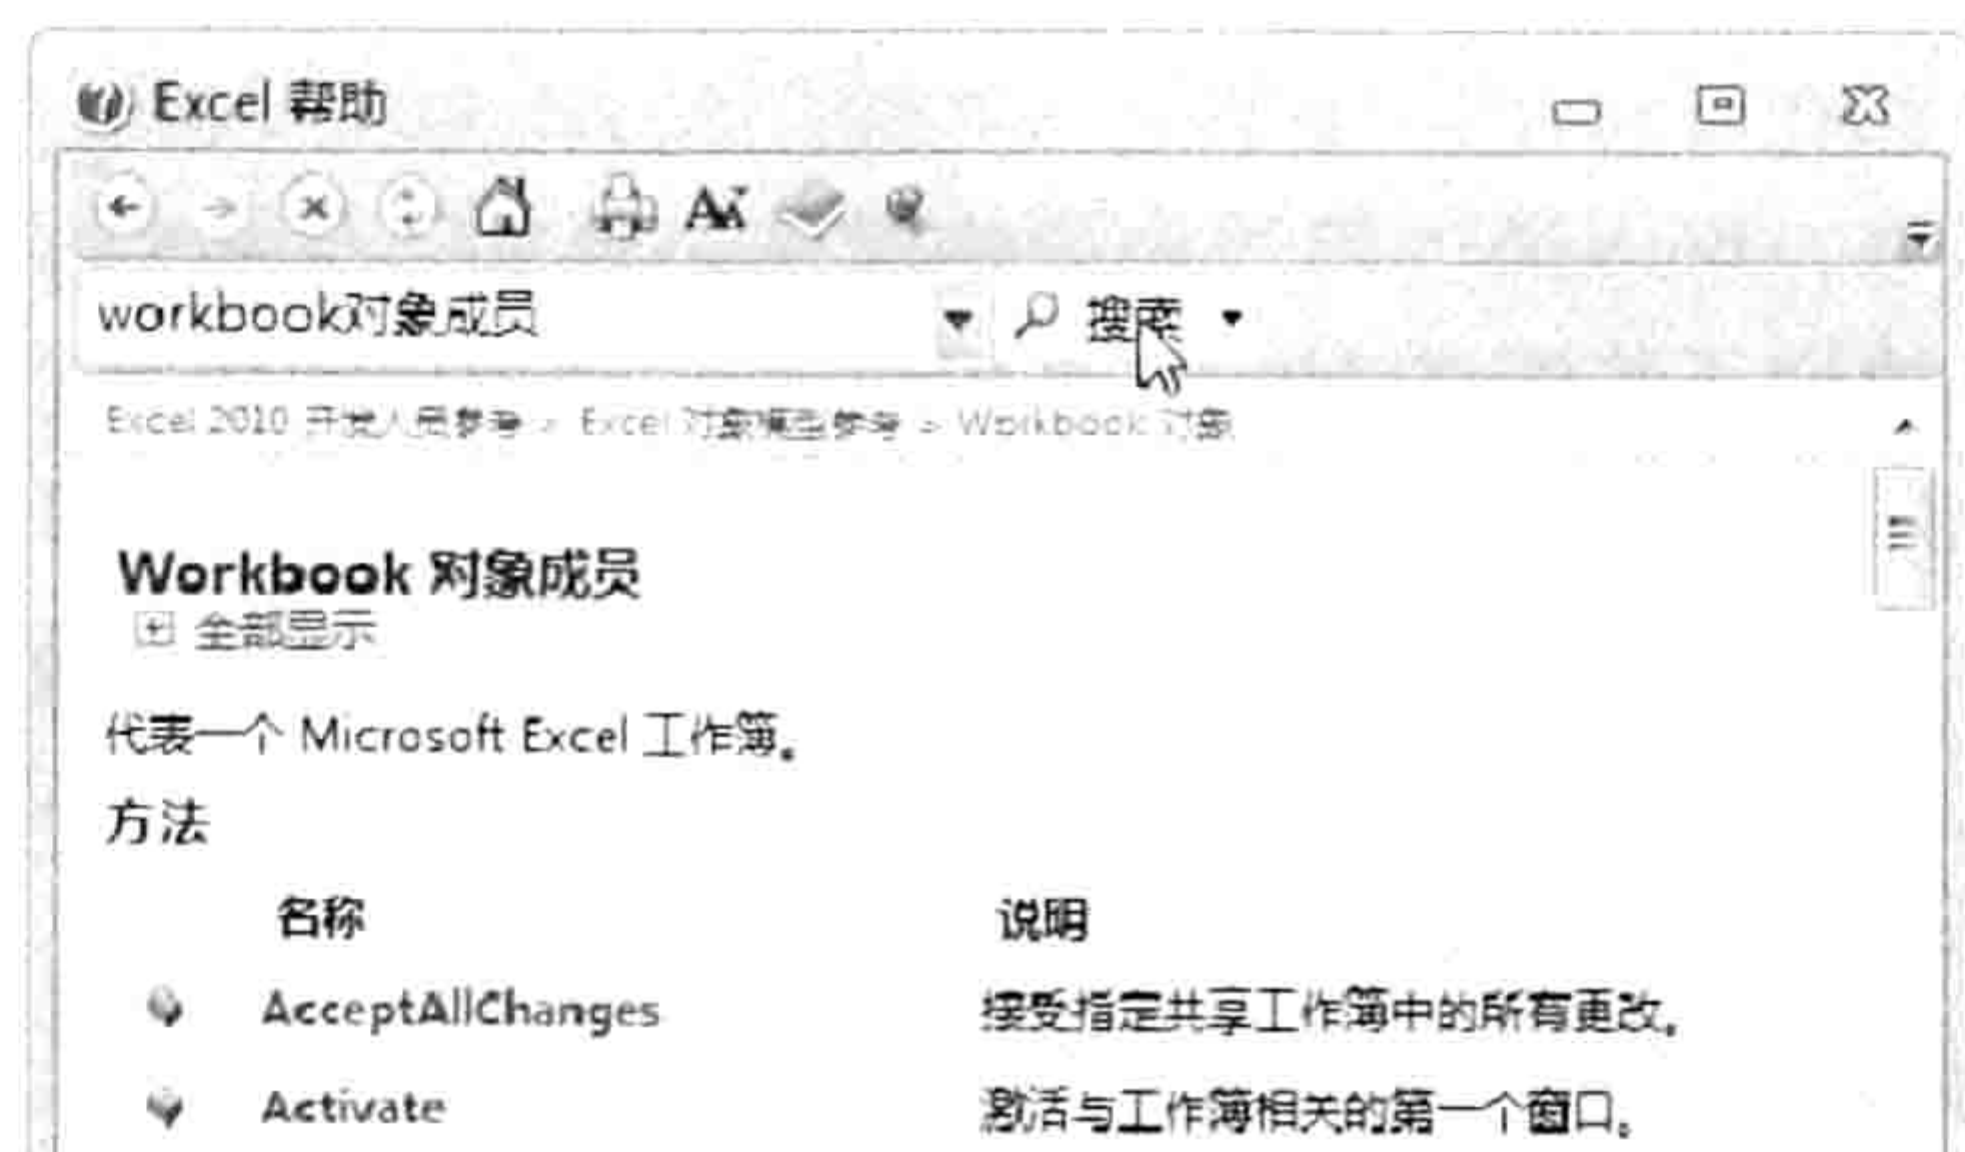 Excel 帮助
workbook对象成员 搜索
Excel 2010 开发人员参考 > Excel 对象模型参考 > Workbook 对象
Workbook 对象成员
全部显示
代表一个 Microsoft Excel 工作簿。
方法
名称 说明
AcceptAllChanges 接受指定共享工作簿中的所有更改。
Activate 激活与工作簿相关的第一个窗口。